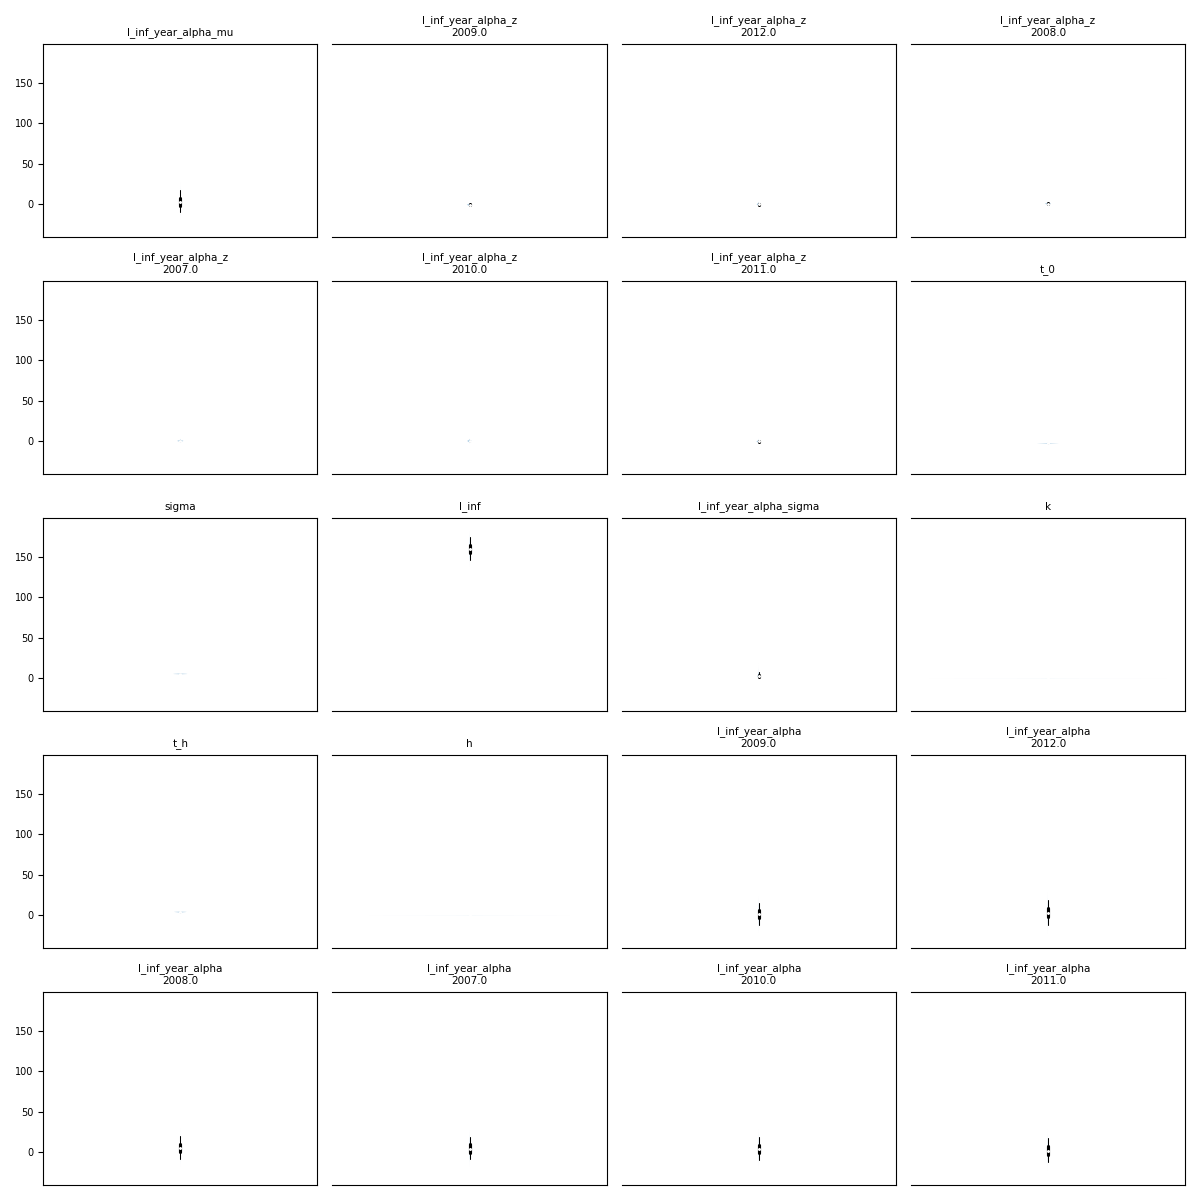 l_inf_year_alpha_mu
l_inf_year_alpha_z
2009.0
l_inf_year_alpha_z
2012.0
l_inf_year_alpha_z
2008.0
150
100
50
0
l_inf_year_alpha_z
2007.0
l_inf_year_alpha_z
2010.0
l_inf_year_alpha_z
2011.0
t_0
150
100
50
0
sigma
l_inf
l_inf_year_alpha_sigma
k
150
100
50
0
t_h
h
l_inf_year_alpha
2009.0
l_inf_year_alpha
2012.0
150
100
50
0
l_inf_year_alpha
2008.0
l_inf_year_alpha
2007.0
l_inf_year_alpha
2010.0
l_inf_year_alpha
2011.0
150
100
50
0